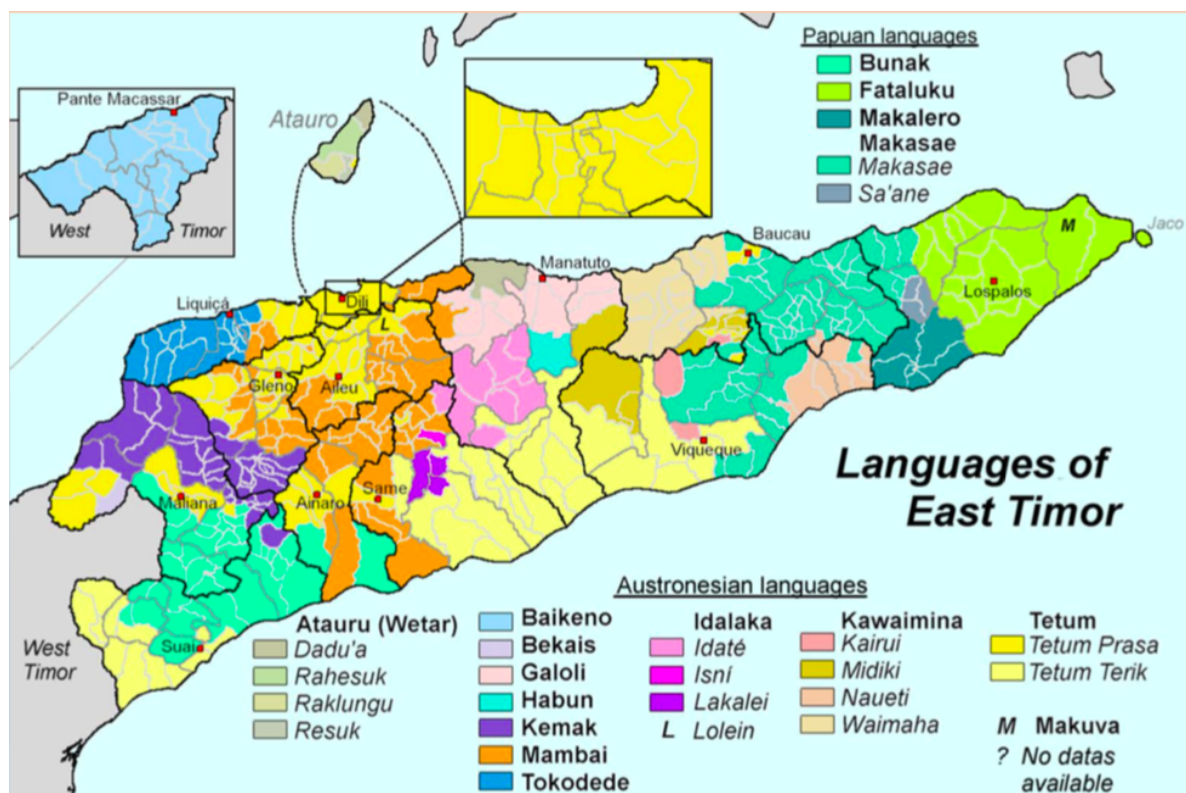 Pante Macassar
West
Timor
Atauro
Papuan languages
Bunak
Fataluku
Makalero
Makasae
Makasae
Sa'ane
Jaco
M
Baucau
Manatuto
Lospalos
Liquiçá
Dili
L
Gleno
Aileu
Viqueque
Languages of
East Timor
Maliana
Ainaro
Same
Suai
West
Timor
Austronesian languages
Atauru (Wetar)
Dadu'a
Rahesuk
Raklungu
Resuk
Baikeno
Bekais
Galoli
Habun
Kemak
Mambai
Tokodede
Idalaka
Idaté
Isní
Lakalei
L Lolein
Kawaimina
Kairui
Midiki
Naueti
Waimaha
Tetum
Tetum Prasa
Tetum Terik
M Makuva
? No datas
available